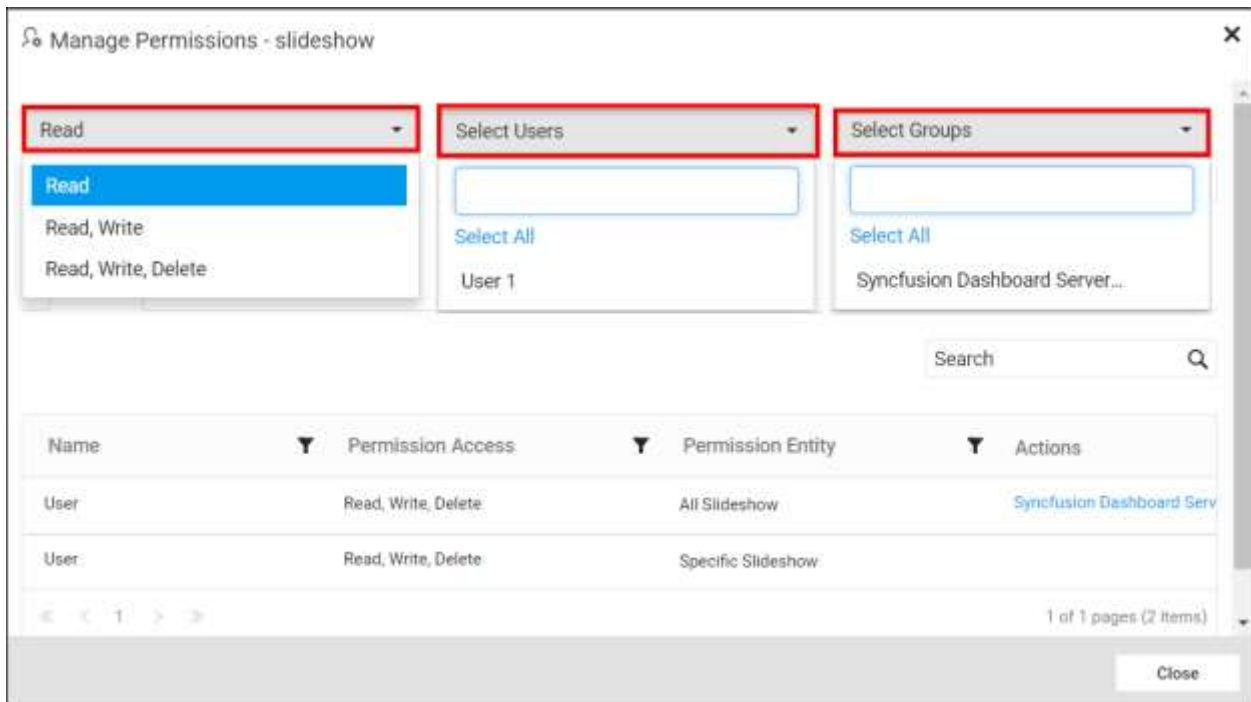 Manage Permissions - slideshow
Read
Select Users
Select Groups
Read
Read, Write
Read, Write, Delete
Select All
User 1
Select All
Syncfusion Dashboard Server...
Search
Name
Permission Access
Permission Entity
Actions
User
Read, Write, Delete
All Slideshow
Syncfusion Dashboard Serv
User
Read, Write, Delete
Specific Slideshow
1
1 of 1 pages (2 items)
Close